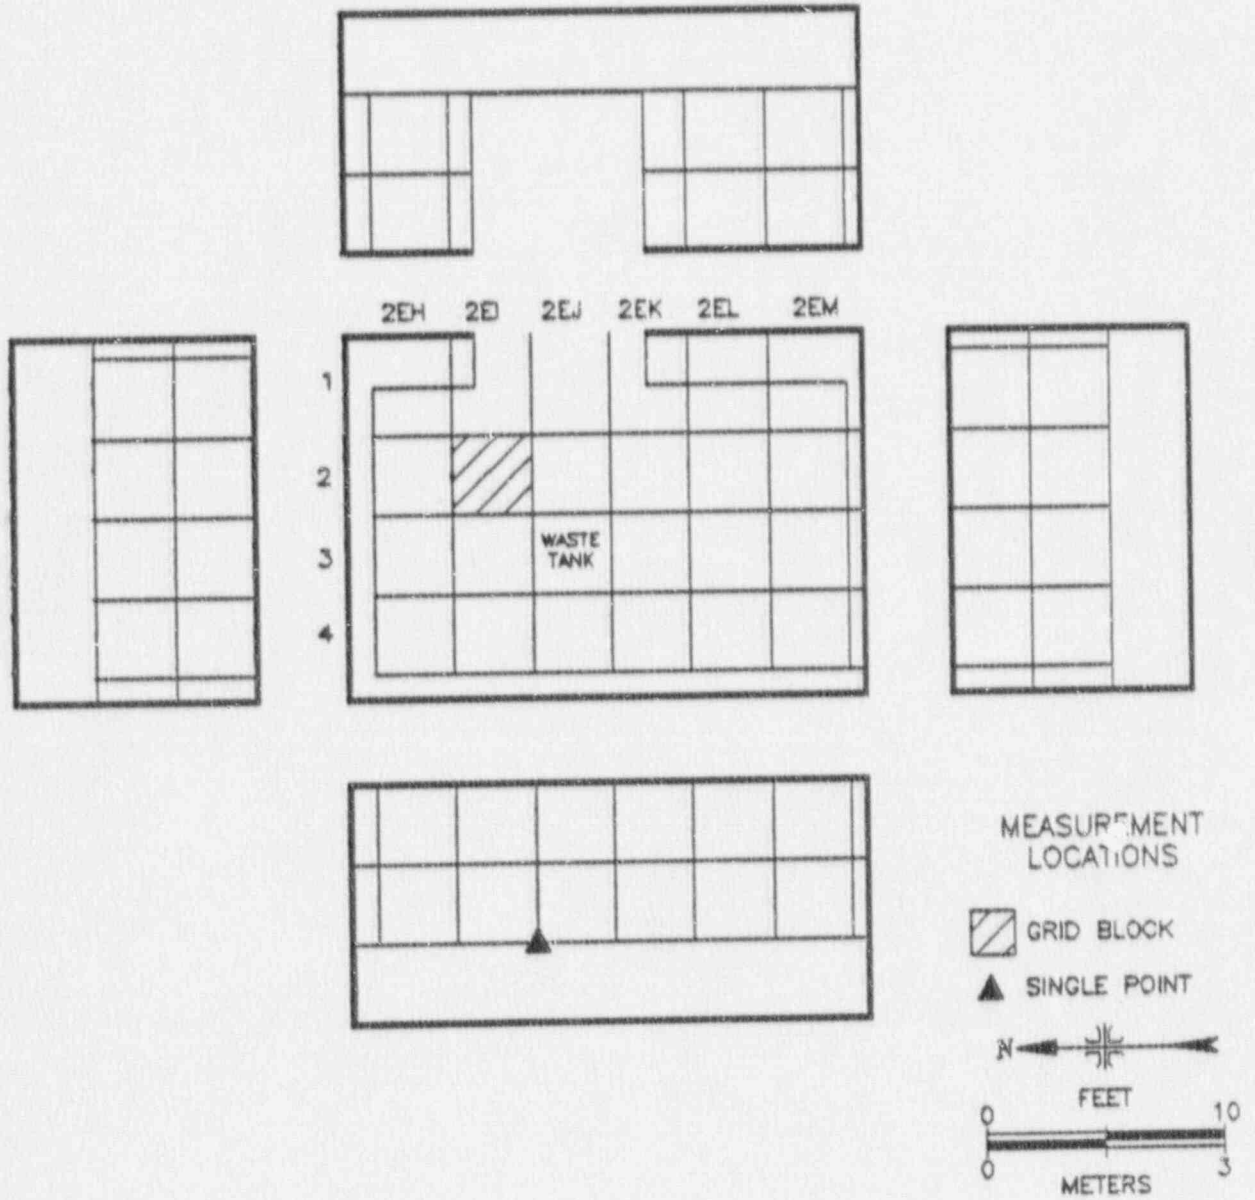 2EH 2EI 2EJ 2EK 2EL 2EM
1
2
3
4
WASTE
TANK
MEASUREMENT
LOCATIONS
GRID BLOCK
SINGLE POINT
N
FEET
0 10
0 3
METERS